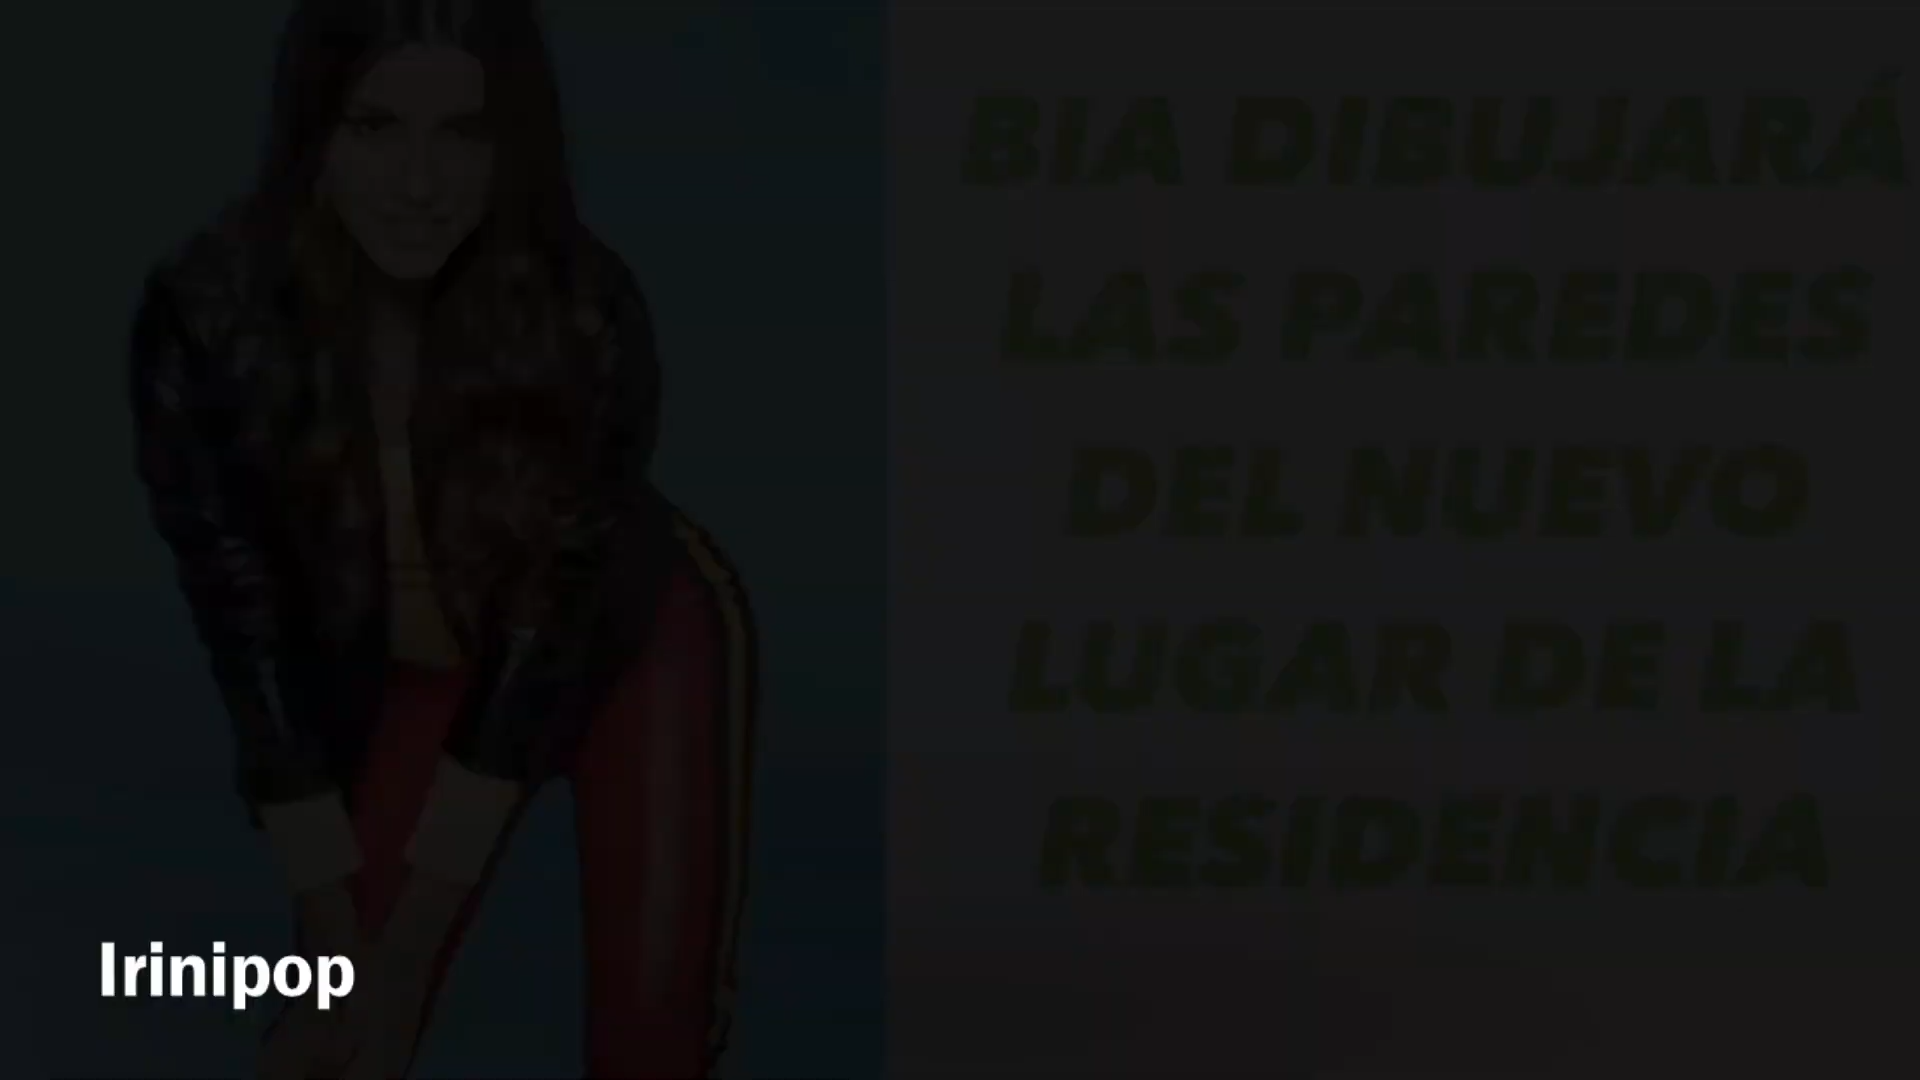 BIA DIBUJARÁ
LAS PAREDES
DEL NUEVO
LUGAR DE LA
RESIDENCIA
Irinipop